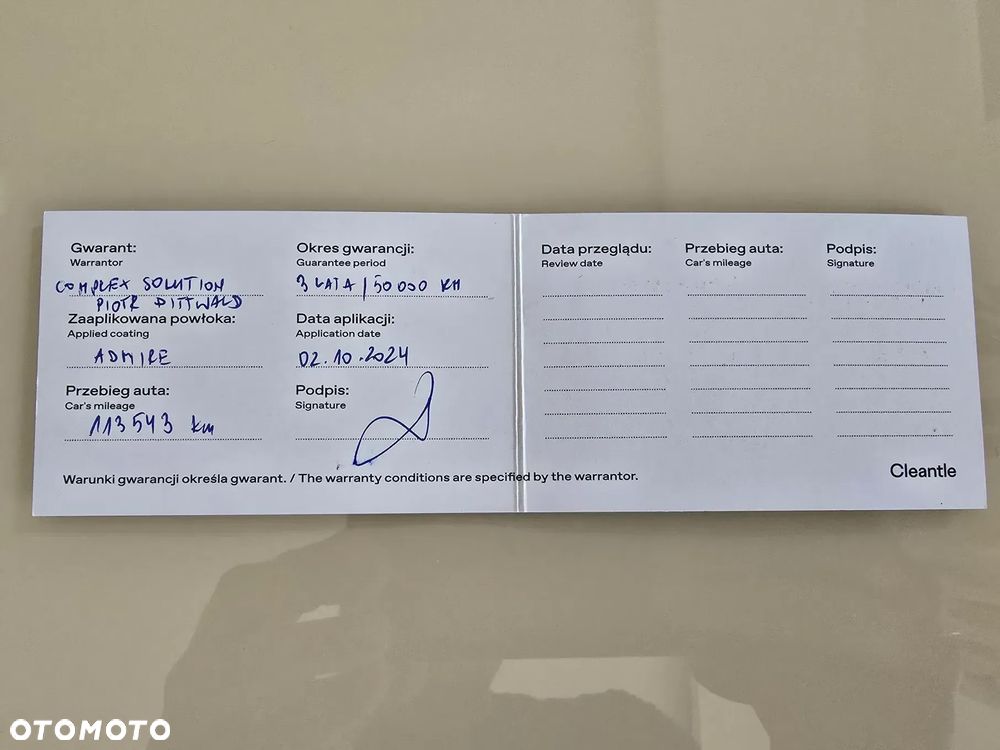 Gwarant:
Warrantor
COMPLEX SOLUTION
PIOTR DITTWALD
Zaaplikowana powłoka:
Applied coating
ADMIRE
Przebieg auta:
Car's mileage
113543 km
Okres gwarancji:
Guarantee period
3 LATA / 50 000 KM
Data aplikacji:
Application date
02.10.2024
Podpis:
Signature
Warunki gwarancji określa gwarant. / The warranty conditions are specified by the warrantor.
Data przeglądu:
Review date
Przebieg auta:
Car's mileage
Podpis:
Signature
Cleantle
OTOMOTO